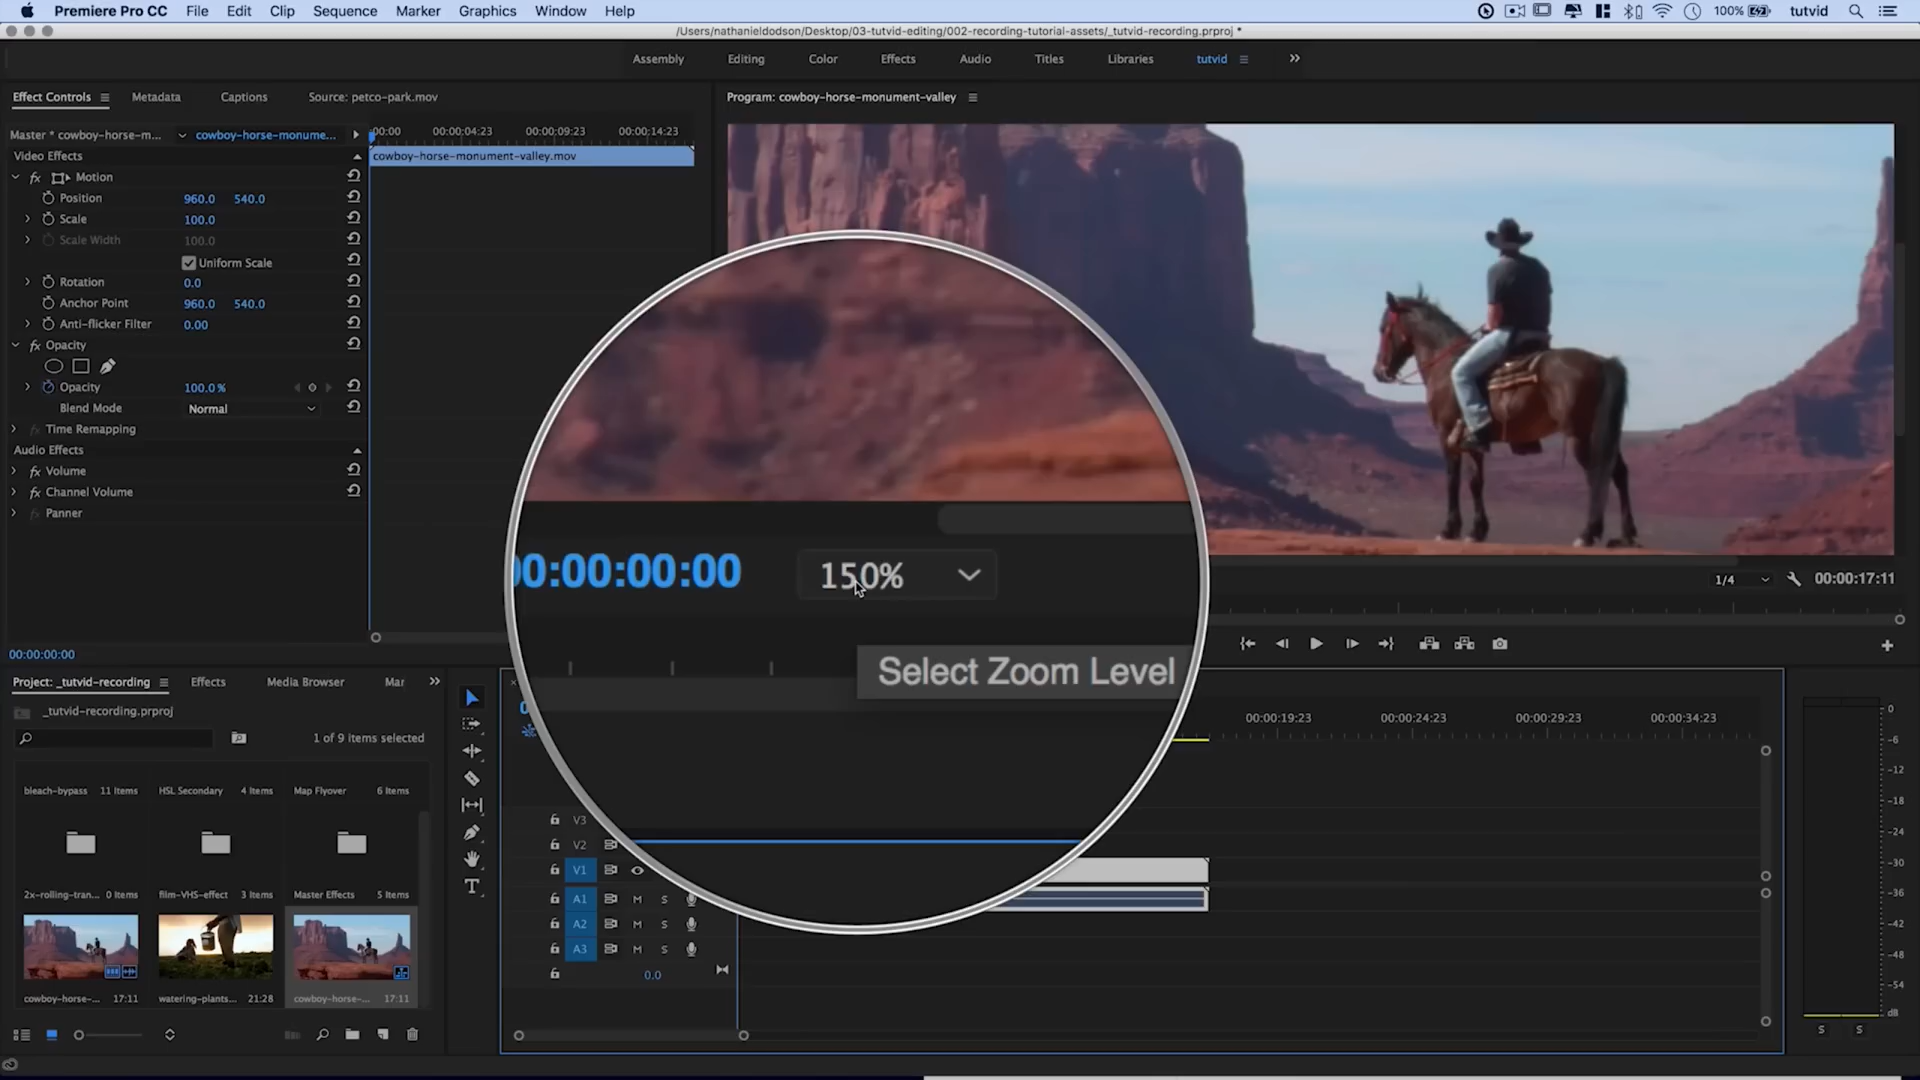 Premiere Pro CC File Edit Clip Sequence Marker Graphics Window Help 100% tutvid
/Users/nathanieldodson/Desktop/03-tutvid-editing/002-recording-tutorial-assets/_tutvid-recording.prproj *
Assembly Editing Color Effects Audio Titles Libraries tutvid
Effect Controls Metadata Captions Source: petco-park.mov Program: cowboy-horse-monument-valley
Master * cowboy-horse-m... cowboy-horse-monume... :00:00 00:00:04:23 00:00:09:23 00:00:14:23
Video Effects cowboy-horse-monument-valley.mov
fx Motion
Position 960.0 540.0
Scale 100.0
Scale Width 100.0
Uniform Scale
Rotation 0.0
Anchor Point 960.0 540.0
Anti-flicker Filter 0.00
fx Opacity
Opacity 100.0 %
Blend Mode Normal
fx Time Remapping
Audio Effects
fx Volume
fx Channel Volume
fx Panner
00:00:00:00
00:00:00:00 150%
Select Zoom Level
1/4 00:00:17:11
Project: _tutvid-recording Effects Media Browser Mar
_tutvid-recording.prproj
1 of 9 items selected
bleach-bypass 11 Items HSL Secondary 4 Items Map Flyover 6 Items
2x-rolling-tran... 0 Items film-VHS-effect 3 Items Master Effects 5 Items
cowboy-horse-... 17:11 watering-plants... 21:28 cowboy-horse-... 17:11
T
00:00:19:23 00:00:24:23 00:00:29:23 00:00:34:23
V3
V2
V1
A1 M S
A2 M S
A3 M S
0.0
0
-6
-12
-18
-24
-30
-36
-48
-54
dB
S S